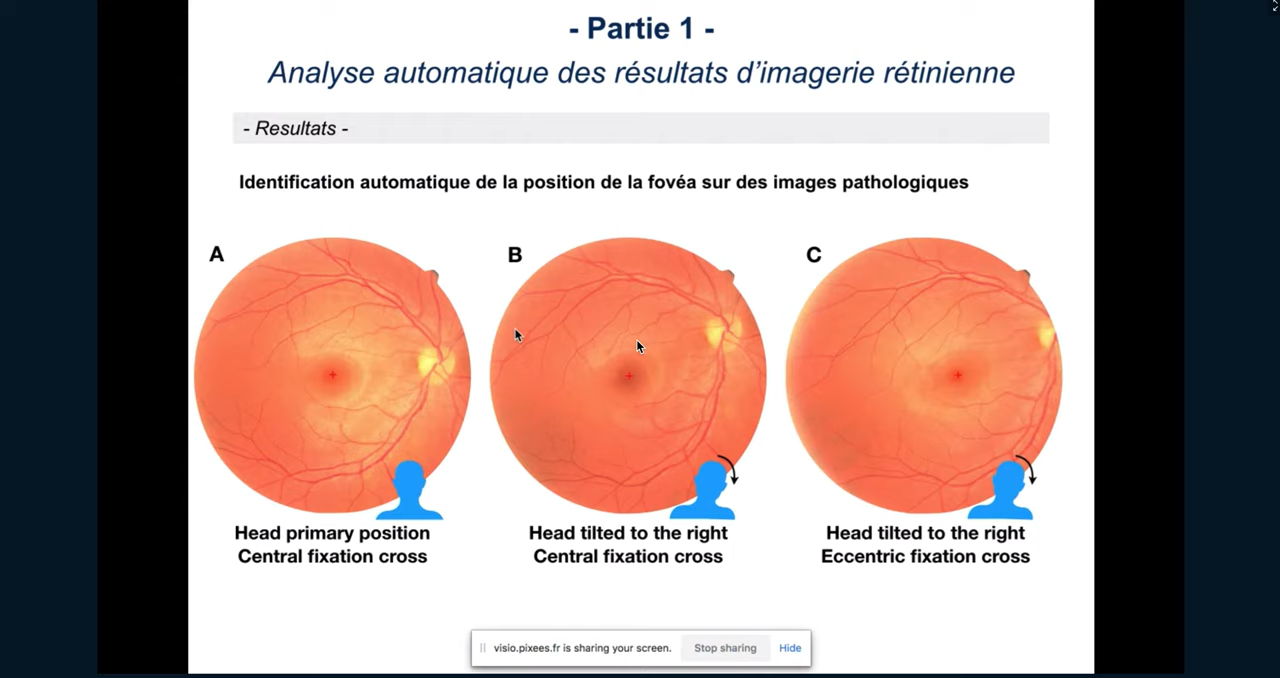 - Partie 1 -
Analyse automatique des résultats d’imagerie rétinienne
- Resultats -
Identification automatique de la position de la fovéa sur des images pathologiques
A
B
C
Head primary position
Central fixation cross
Head tilted to the right
Central fixation cross
Head tilted to the right
Eccentric fixation cross
visio.pixees.fr is sharing your screen.
Stop sharing
Hide